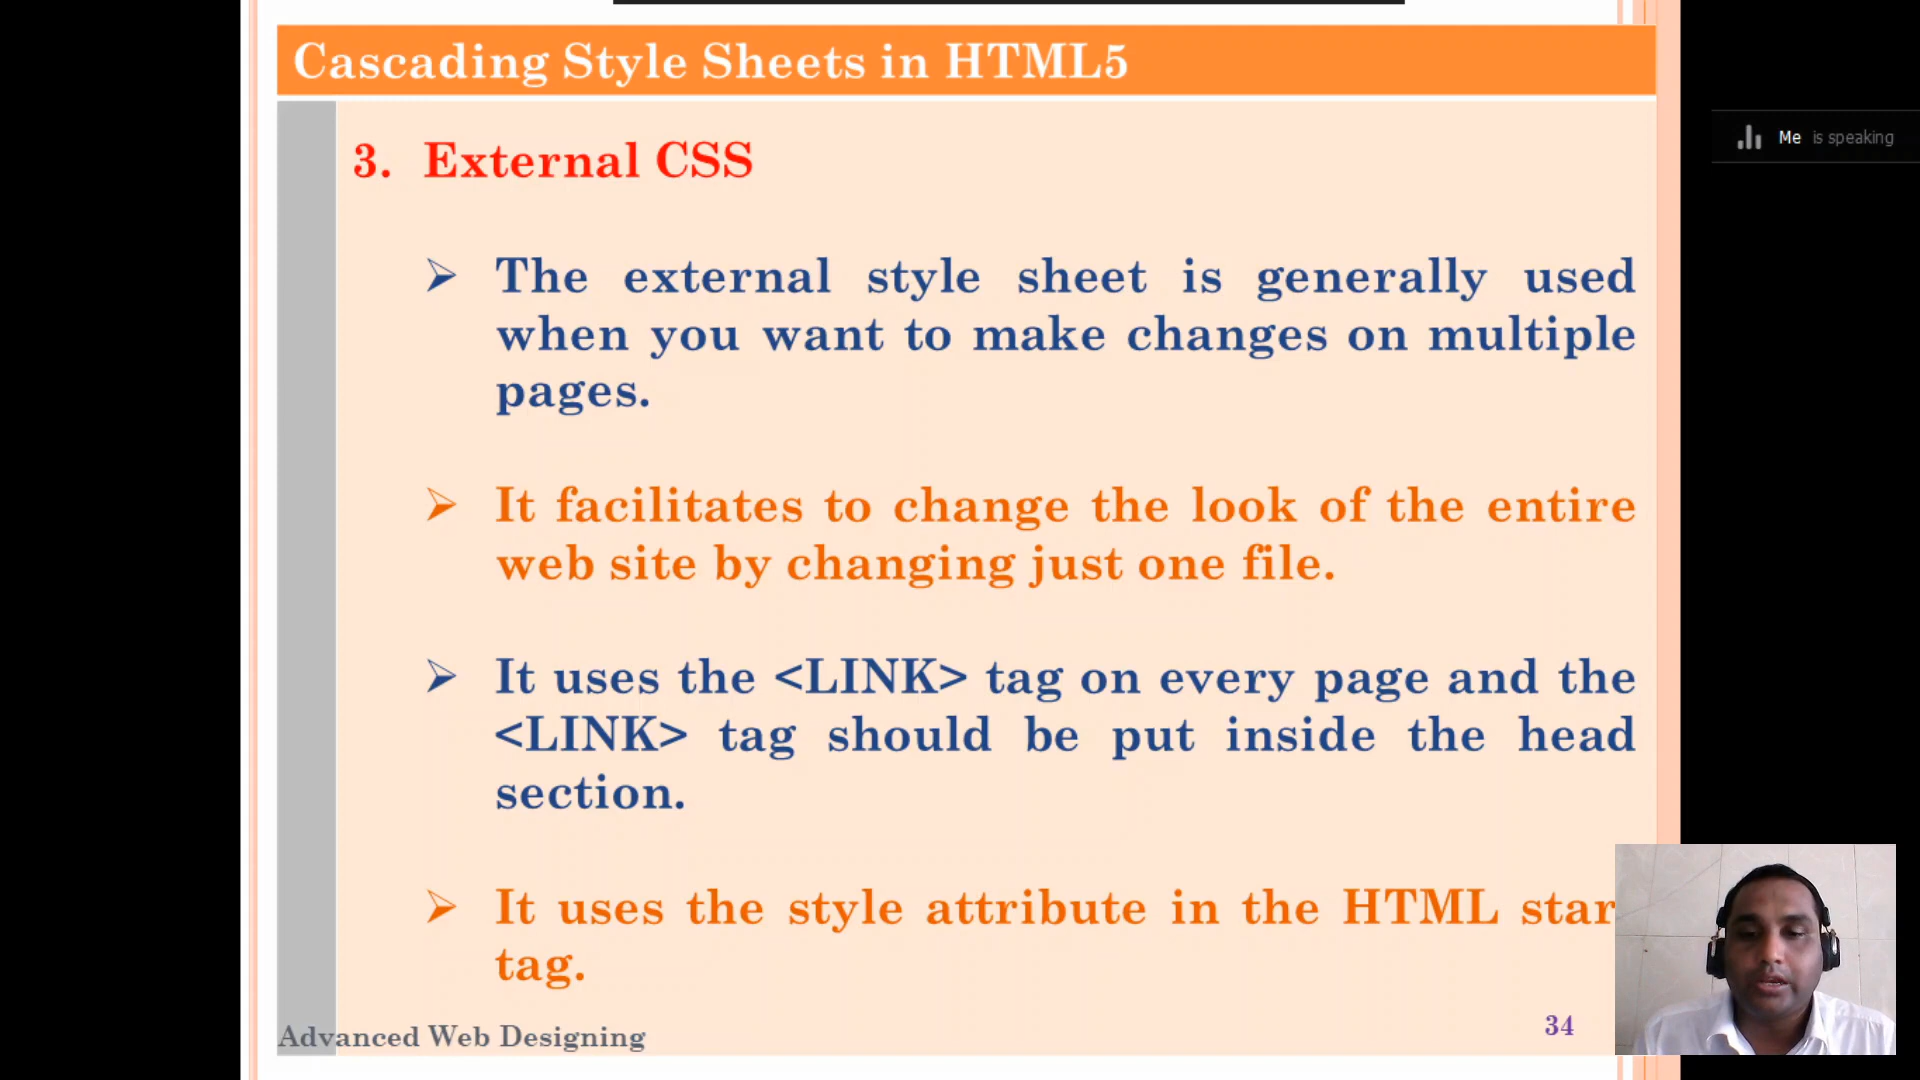 Cascading Style Sheets in HTML5
Me is speaking
3. External CSS
➢ The external style sheet is generally used
when you want to make changes on multiple
pages.
➢ It facilitates to change the look of the entire
web site by changing just one file.
➢ It uses the <LINK> tag on every page and the
<LINK> tag should be put inside the head
section.
➢ It uses the style attribute in the HTML star
tag.
Advanced Web Designing
34